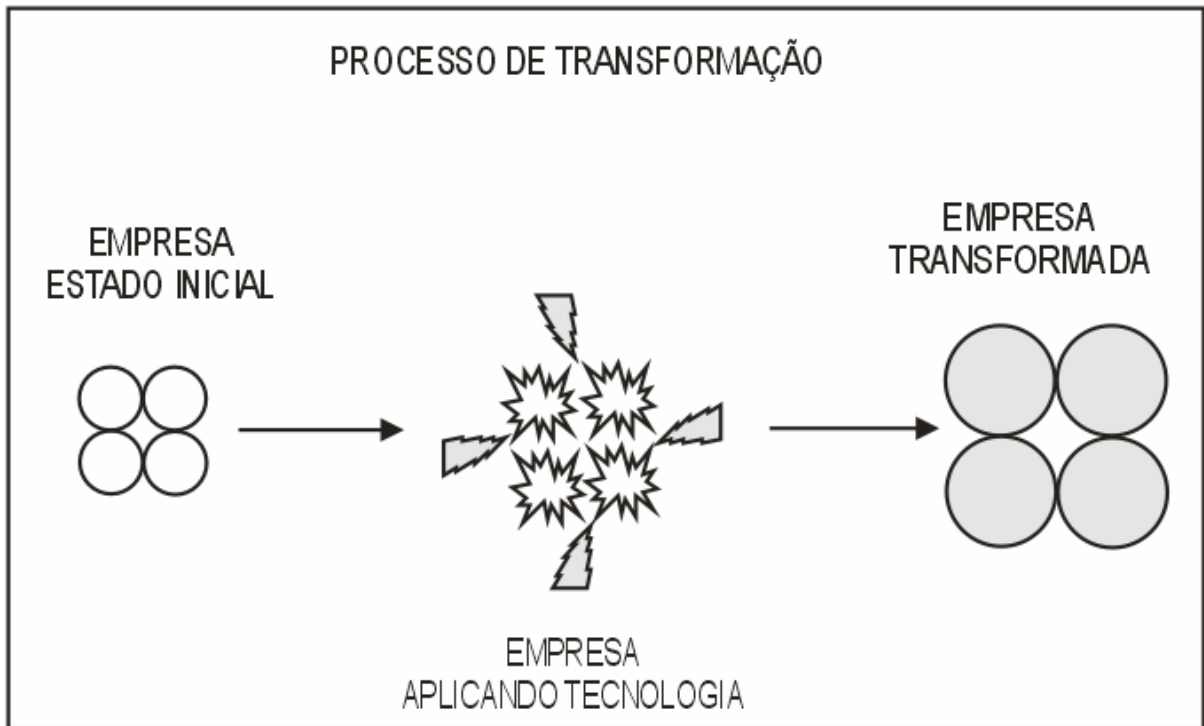 PROCESSO DE TRANSFORMAÇÃO
EMPRESA
ESTADO INICIAL
EMPRESA
APLICANDO TECNOLOGIA
EMPRESA
TRANSFORMADA